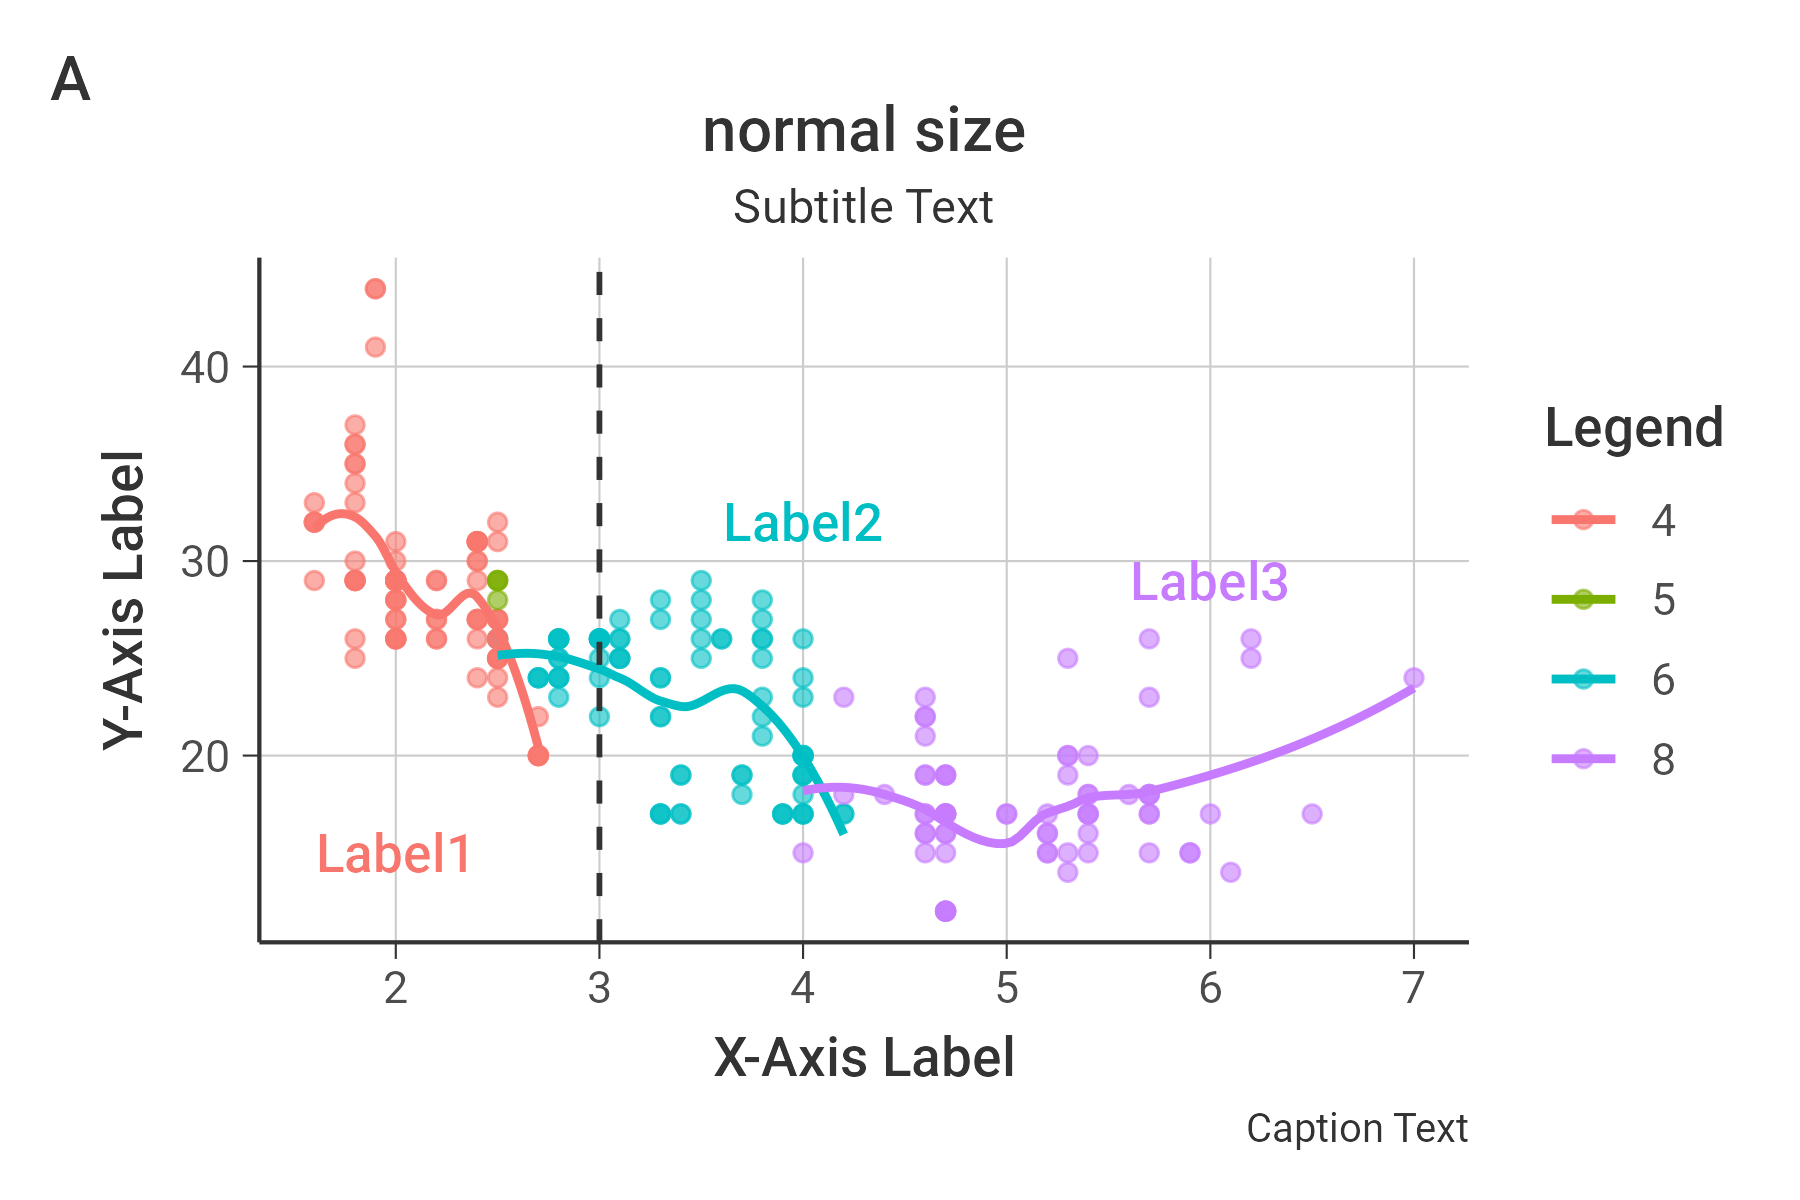 A
normal size
Subtitle Text
Y-Axis Label
40
30
20
Label1
Label2
Label3
2 3 4 5 6 7
X-Axis Label
Legend
4
5
6
8
Caption Text